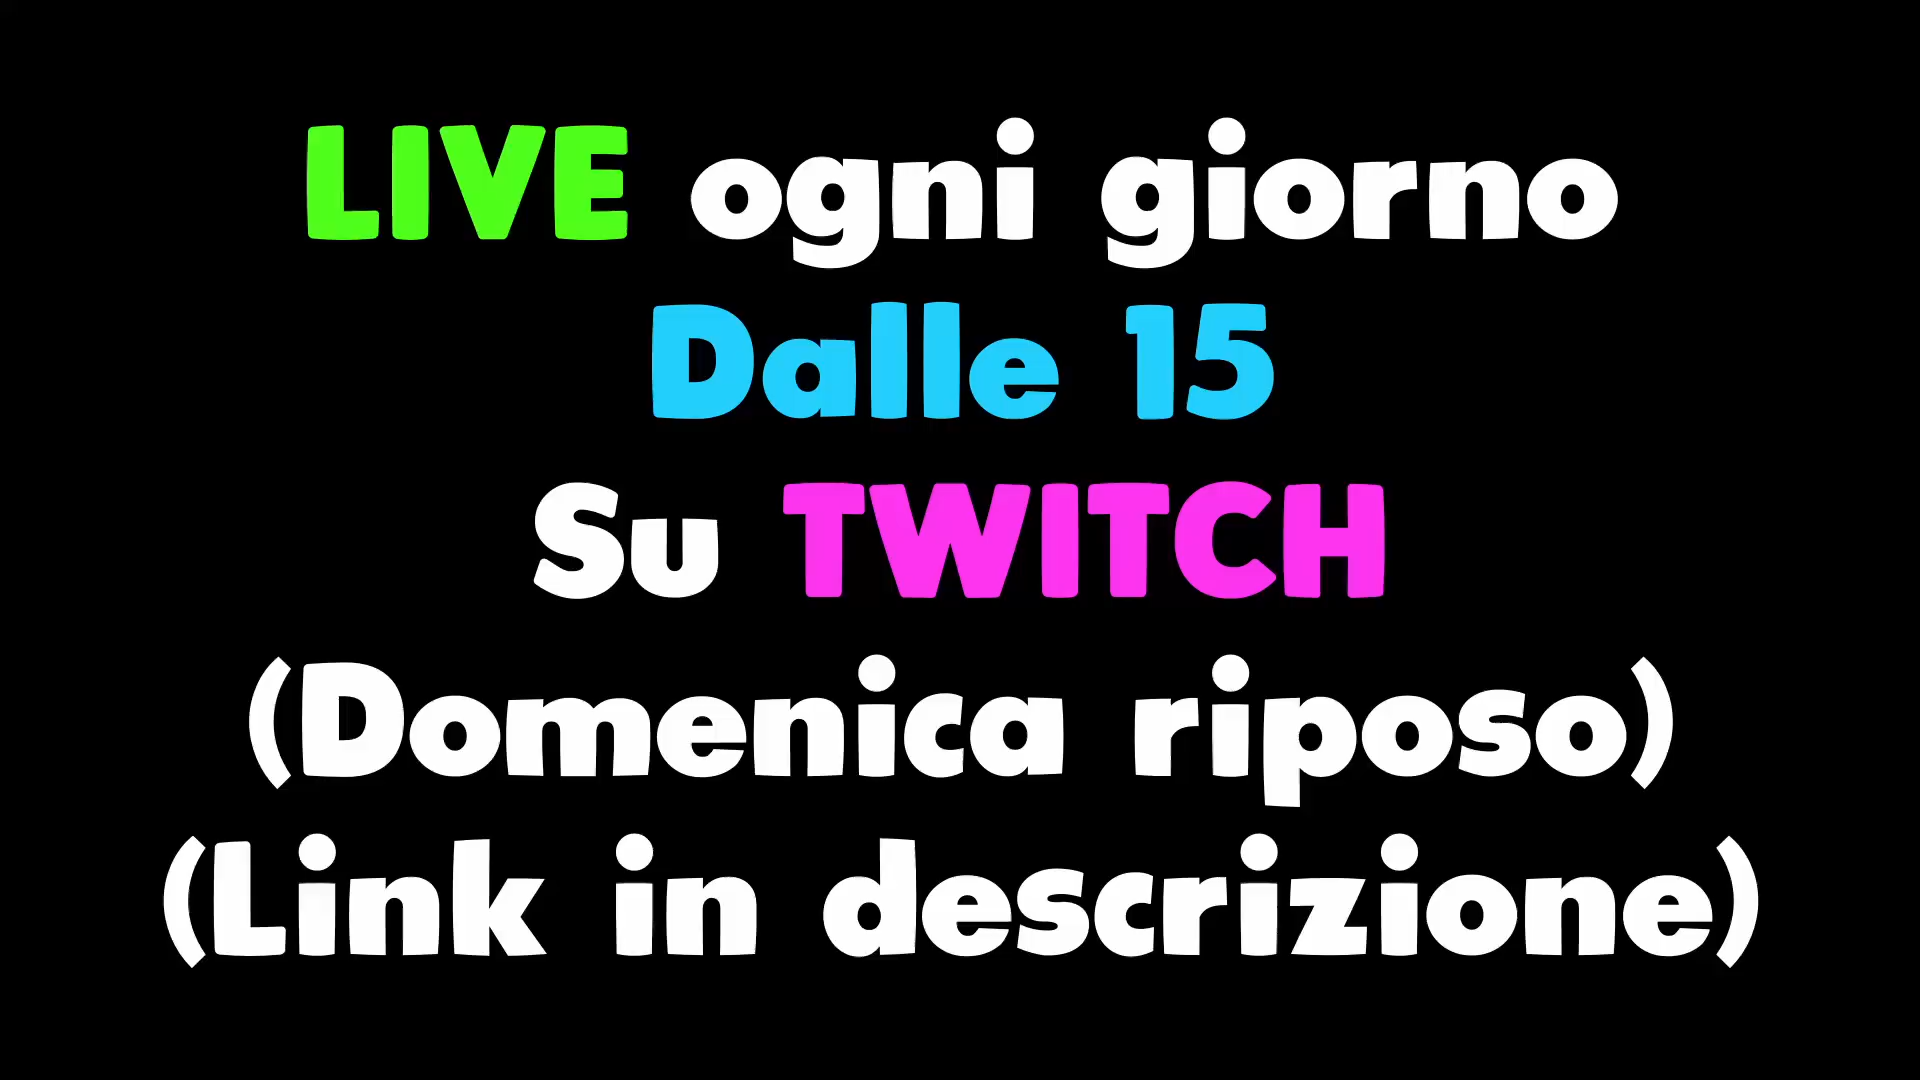 LIVE ogni giorno
Dalle 15
Su TWITCH
(Domenica riposo)
(Link in descrizione)